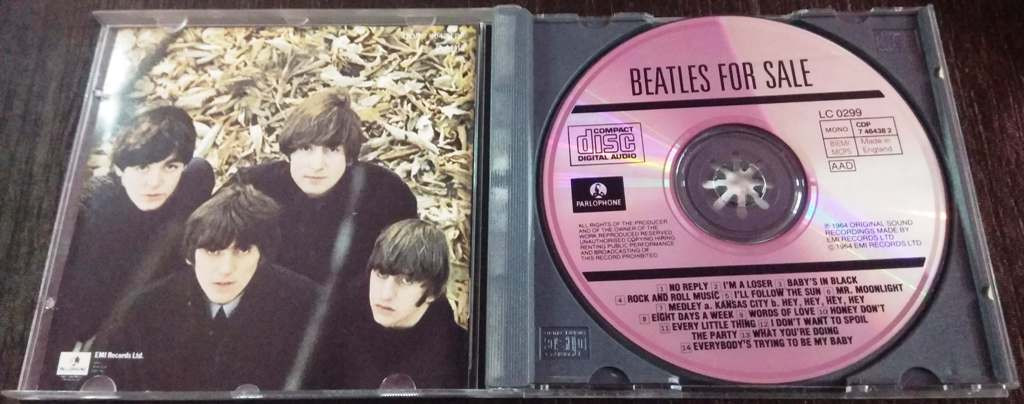 EMI Records Ltd.
BEATLES FOR SALE
COMPACT
disc
DIGITAL AUDIO
PARLOPHONE
LC 0299
MONO
CDP
7 46438 2
BIEM/
MCPS
Made in
England
AAD
ALL RIGHTS OF THE PRODUCER
AND OF THE OWNER OF THE
WORK REPRODUCED RESERVED
UNAUTHORISED COPYING HIRING
RENTING PUBLIC PERFORMANCE
AND BROADCASTING OF
THIS RECORD PROHIBITED
℗ 1964 ORIGINAL SOUND
RECORDINGS MADE BY
EMI RECORDS LTD
© 1964 EMI RECORDS LTD
1 NO REPLY 2 I'M A LOSER 3 BABY'S IN BLACK
4 ROCK AND ROLL MUSIC 5 I'LL FOLLOW THE SUN 6 MR. MOONLIGHT
7 MEDLEY a. KANSAS CITY b. HEY, HEY, HEY, HEY
8 EIGHT DAYS A WEEK 9 WORDS OF LOVE 10 HONEY DON'T
11 EVERY LITTLE THING 12 I DON'T WANT TO SPOIL
THE PARTY 13 WHAT YOU'RE DOING
14 EVERYBODY'S TRYING TO BE MY BABY